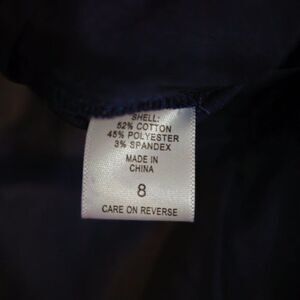 SHELL:
52% COTTON
45% POLYESTER
3% SPANDEX
MADE IN
CHINA
8
CARE ON REVERSE